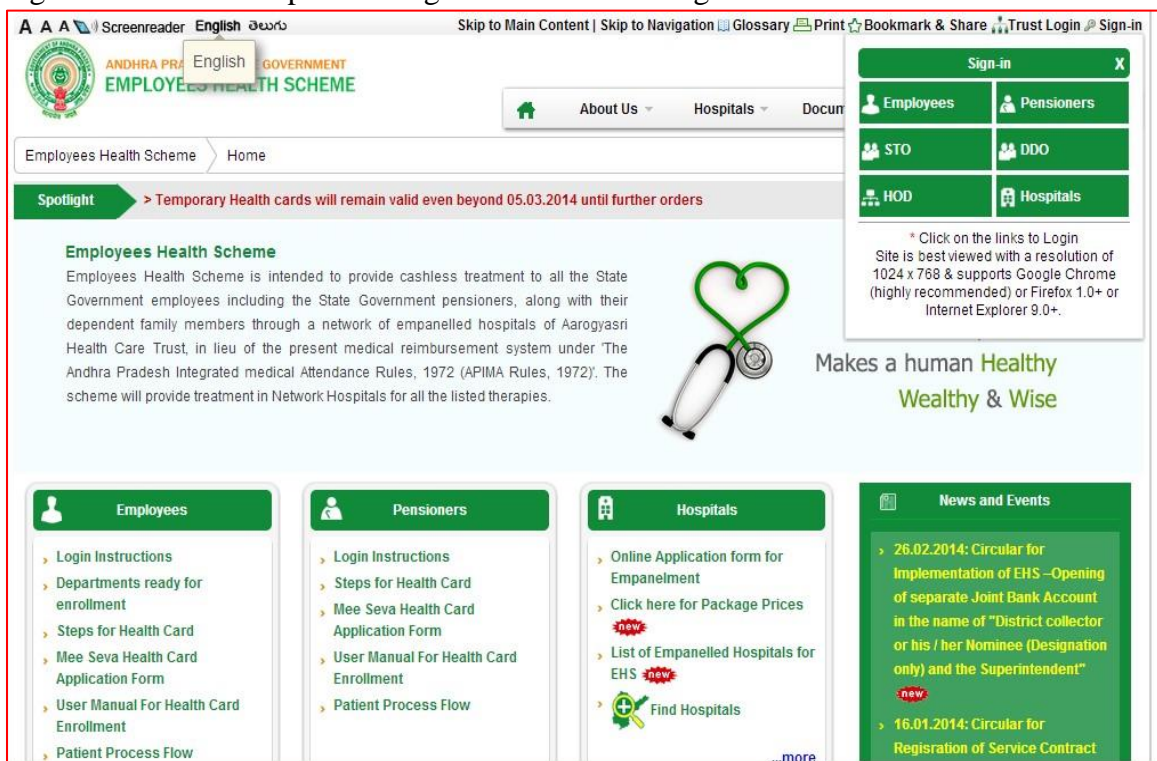 A A A Screenreader English తెలుగు Skip to Main Content | Skip to Navigation Glossary Print Bookmark & Share Trust Login Sign-in
English
ANDHRA PRA GOVERNMENT
EMPLOYEES HEALTH SCHEME
About Us Hospitals Docum
Sign-in X
Employees Pensioners
STO DDO
HOD Hospitals
* Click on the links to Login
Site is best viewed with a resolution of
1024 x 768 & supports Google Chrome
(highly recommended) or Firefox 1.0+ or
Internet Explorer 9.0+.
Employees Health Scheme Home
Spotlight > Temporary Health cards will remain valid even beyond 05.03.2014 until further orders
Employees Health Scheme
Employees Health Scheme is intended to provide cashless treatment to all the State
Government employees including the State Government pensioners, along with their
dependent family members through a network of empanelled hospitals of Aarogyasri
Health Care Trust, in lieu of the present medical reimbursement system under 'The
Andhra Pradesh Integrated medical Attendance Rules, 1972 (APIMA Rules, 1972)'. The
scheme will provide treatment in Network Hospitals for all the listed therapies.
Makes a human Healthy
Wealthy & Wise
Employees
Login Instructions
Departments ready for
enrollment
Steps for Health Card
Mee Seva Health Card
Application Form
User Manual For Health Card
Enrollment
Patient Process Flow
Pensioners
Login Instructions
Steps for Health Card
Mee Seva Health Card
Application Form
User Manual For Health Card
Enrollment
Patient Process Flow
Hospitals
Online Application form for
Empanelment
Click here for Package Prices
new
List of Empanelled Hospitals for
EHS new
Find Hospitals
...more
News and Events
26.02.2014: Circular for
Implementation of EHS –Opening
of separate Joint Bank Account
in the name of "District collector
or his / her Nominee (Designation
only) and the Superintendent"
new
16.01.2014: Circular for
Regisration of Service Contract